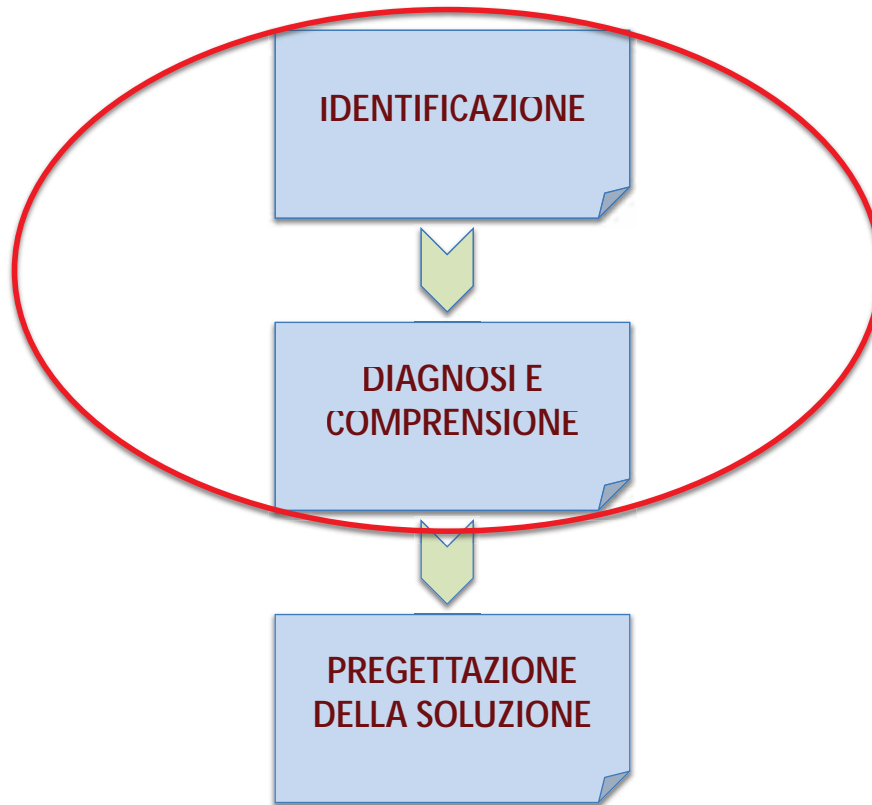 IDENTIFICAZIONE
DIAGNOSI E
COMPRENSIONE
PREGETTAZIONE
DELLA SOLUZIONE